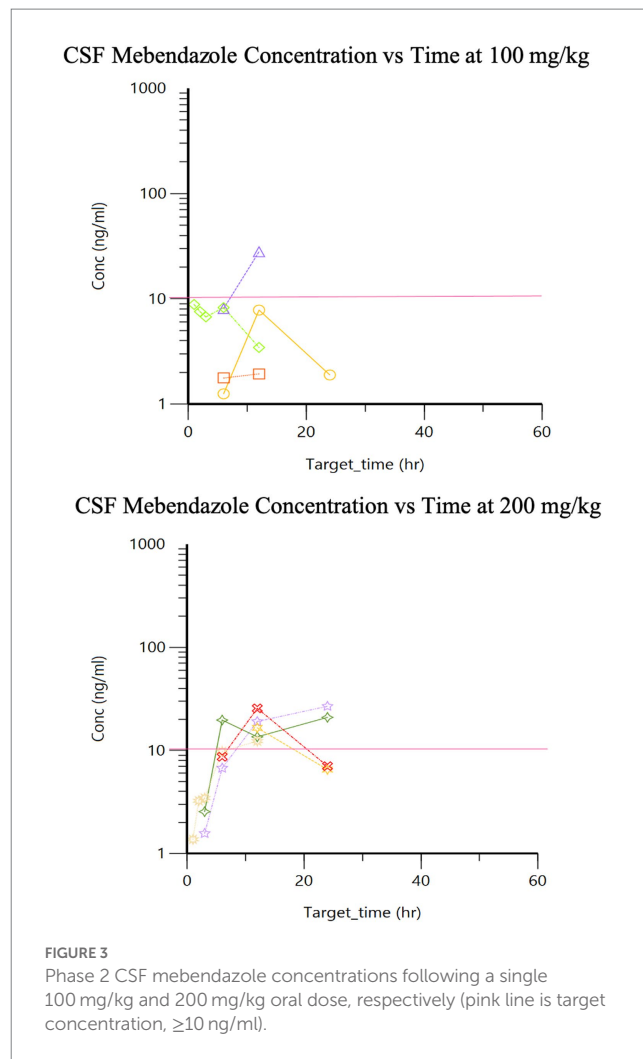 CSF Mebendazole Concentration vs Time at 100 mg/kg
1000
100
10
1
Conc (ng/ml)
0
20
40
60
Target_time (hr)
CSF Mebendazole Concentration vs Time at 200 mg/kg
1000
100
10
1
Conc (ng/ml)
0
20
40
60
Target_time (hr)
FIGURE 3
Phase 2 CSF mebendazole concentrations following a single
100 mg/kg and 200 mg/kg oral dose, respectively (pink line is target
concentration, ≥10 ng/ml).